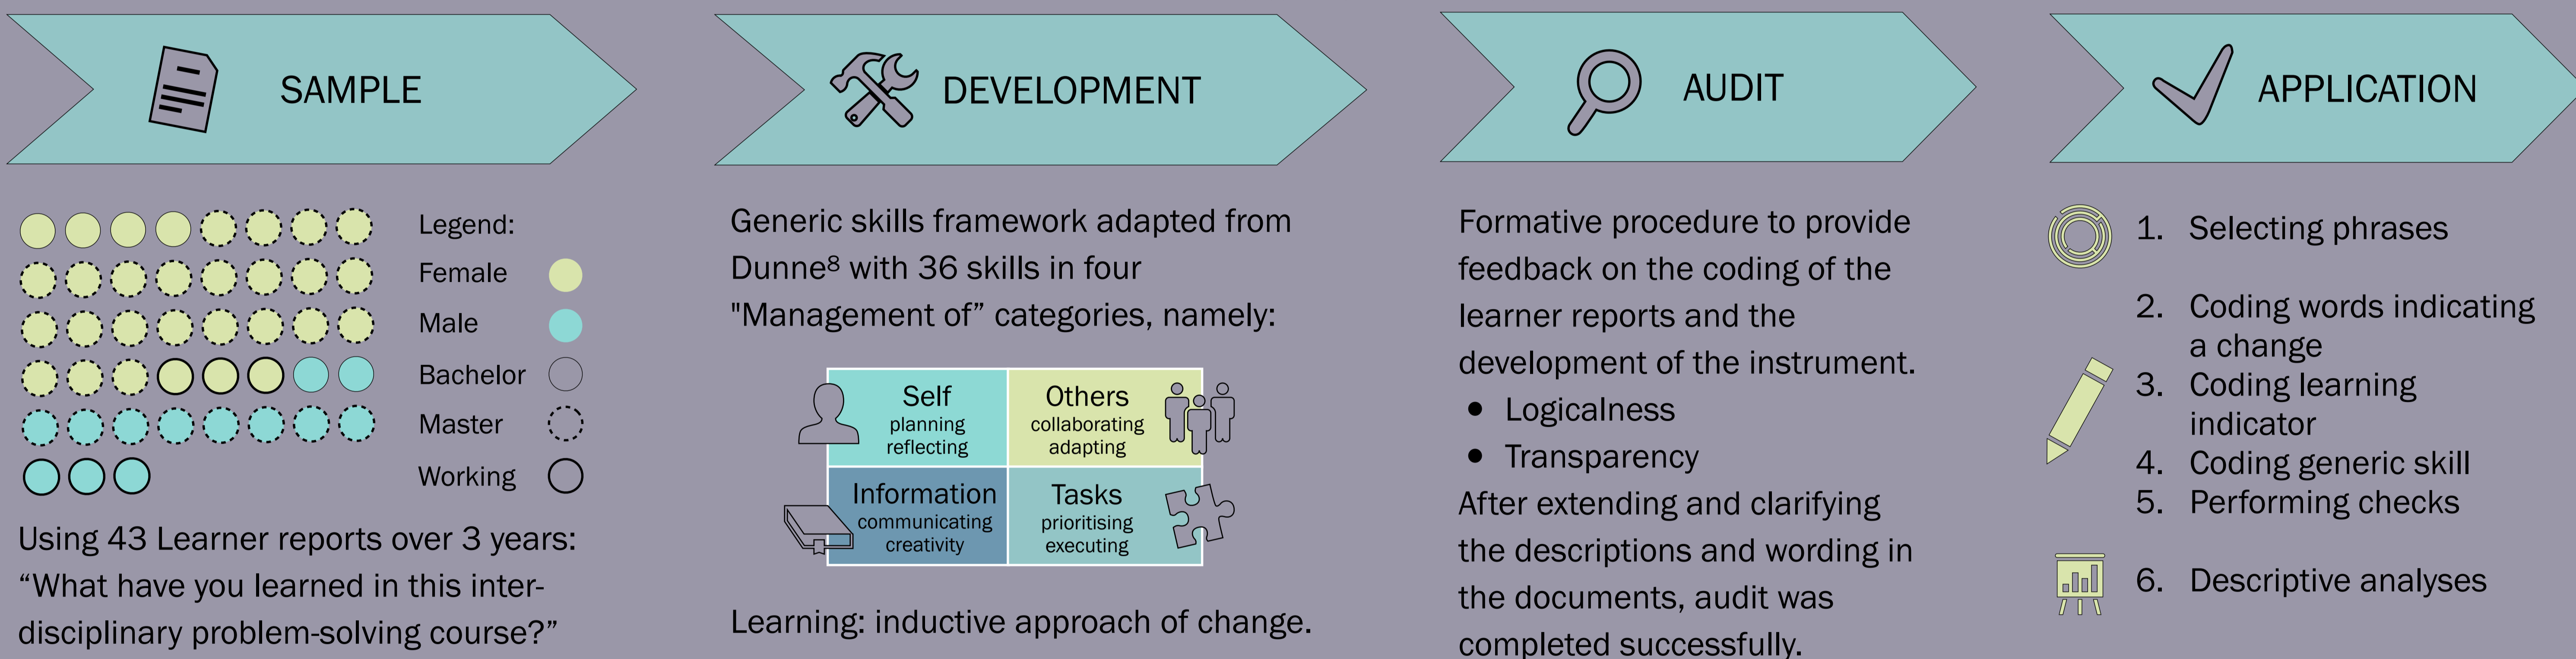 SAMPLE
Legend:
Female
Male
Bachelor
Master
Working
Using 43 Learner reports over 3 years:
“What have you learned in this inter-
disciplinary problem-solving course?”
DEVELOPMENT
Generic skills framework adapted from
Dunne⁸ with 36 skills in four
"Management of” categories, namely:
Self
planning
reflecting
Others
collaborating
adapting
Information
communicating
creativity
Tasks
prioritising
executing
Learning: inductive approach of change.
AUDIT
Formative procedure to provide
feedback on the coding of the
learner reports and the
development of the instrument.
• Logicalness
• Transparency
After extending and clarifying
the descriptions and wording in
the documents, audit was
completed successfully.
APPLICATION
1. Selecting phrases
2. Coding words indicating
a change
3. Coding learning
indicator
4. Coding generic skill
5. Performing checks
6. Descriptive analyses